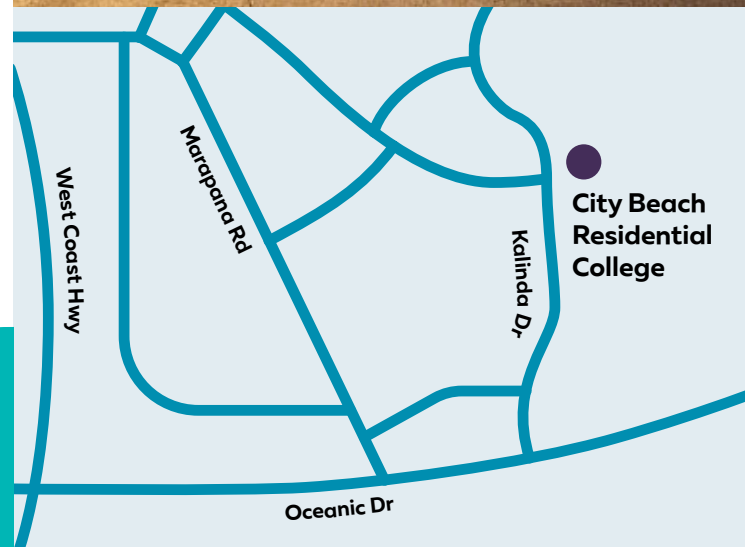 West Coast Hwy
Marapana Rd
Kalinda Dr
City Beach
Residential
College
Oceanic Dr